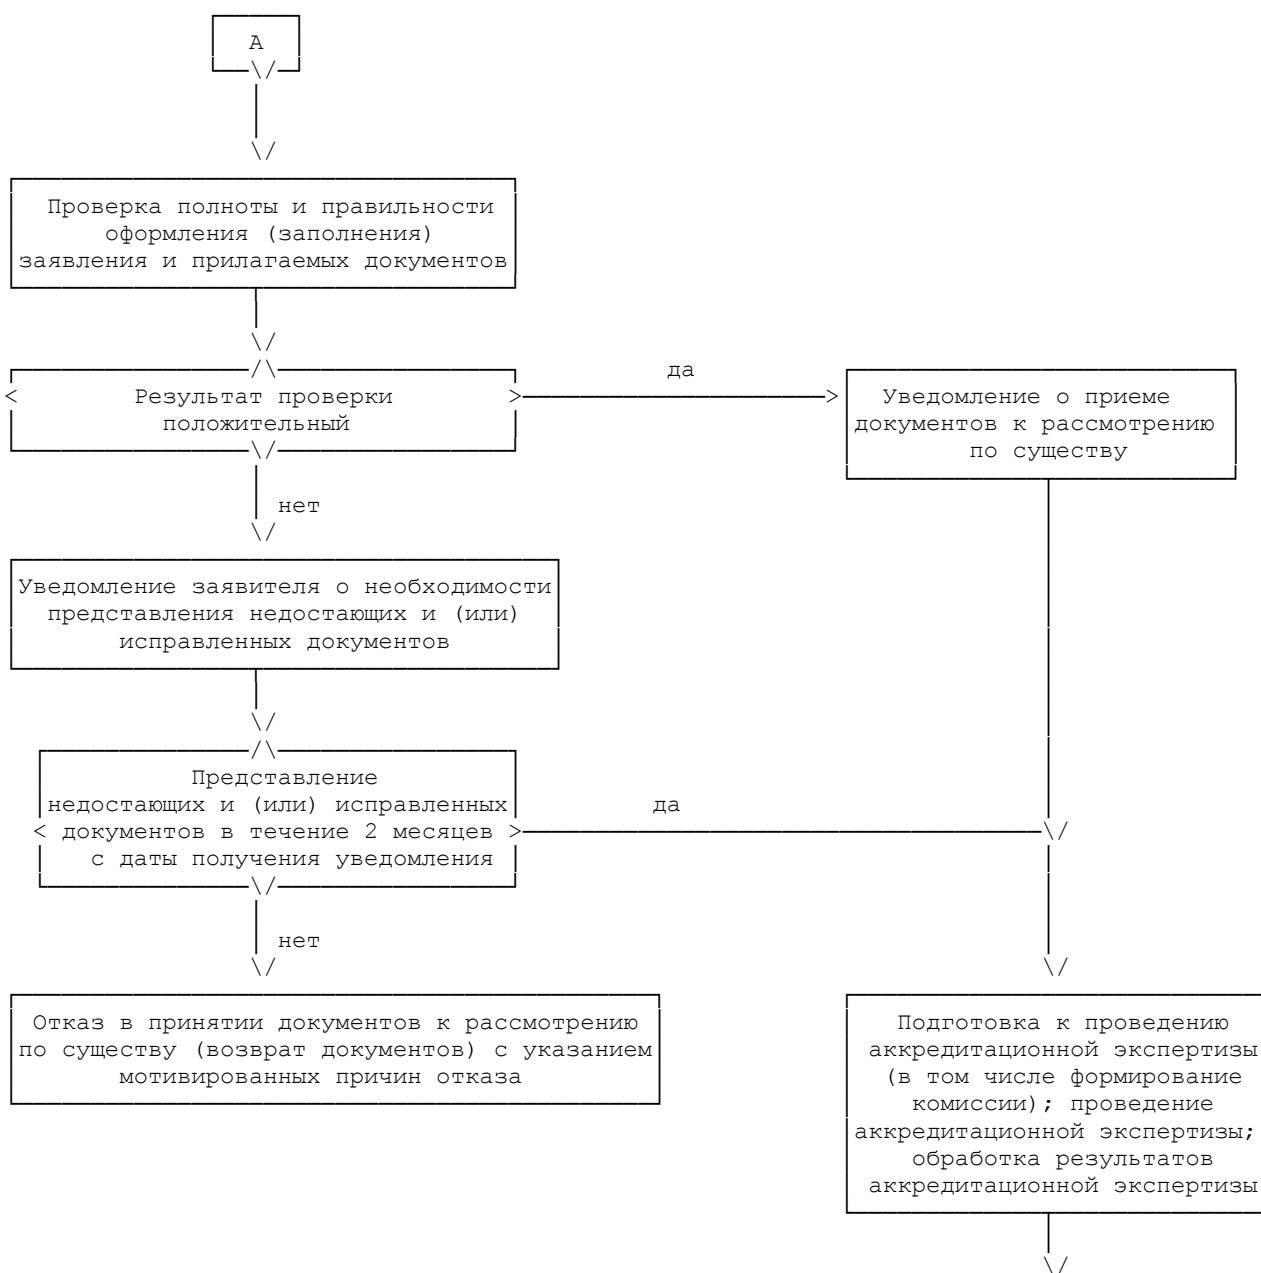 А
Проверка полноты и правильности
оформления (заполнения)
заявления и прилагаемых документов
да
Результат проверки
положительный
Уведомление о приеме
документов к рассмотрению
по существу
нет
Уведомление заявителя о необходимости
представления недостающих и (или)
исправленных документов
Представление
недостающих и (или) исправленных
документов в течение 2 месяцев
с даты получения уведомления
да
нет
Отказ в принятии документов к рассмотрению
по существу (возврат документов) с указанием
мотивированных причин отказа
Подготовка к проведению
аккредитационной экспертизы
(в том числе формирование
комиссии); проведение
аккредитационной экспертизы;
обработка результатов
аккредитационной экспертизы